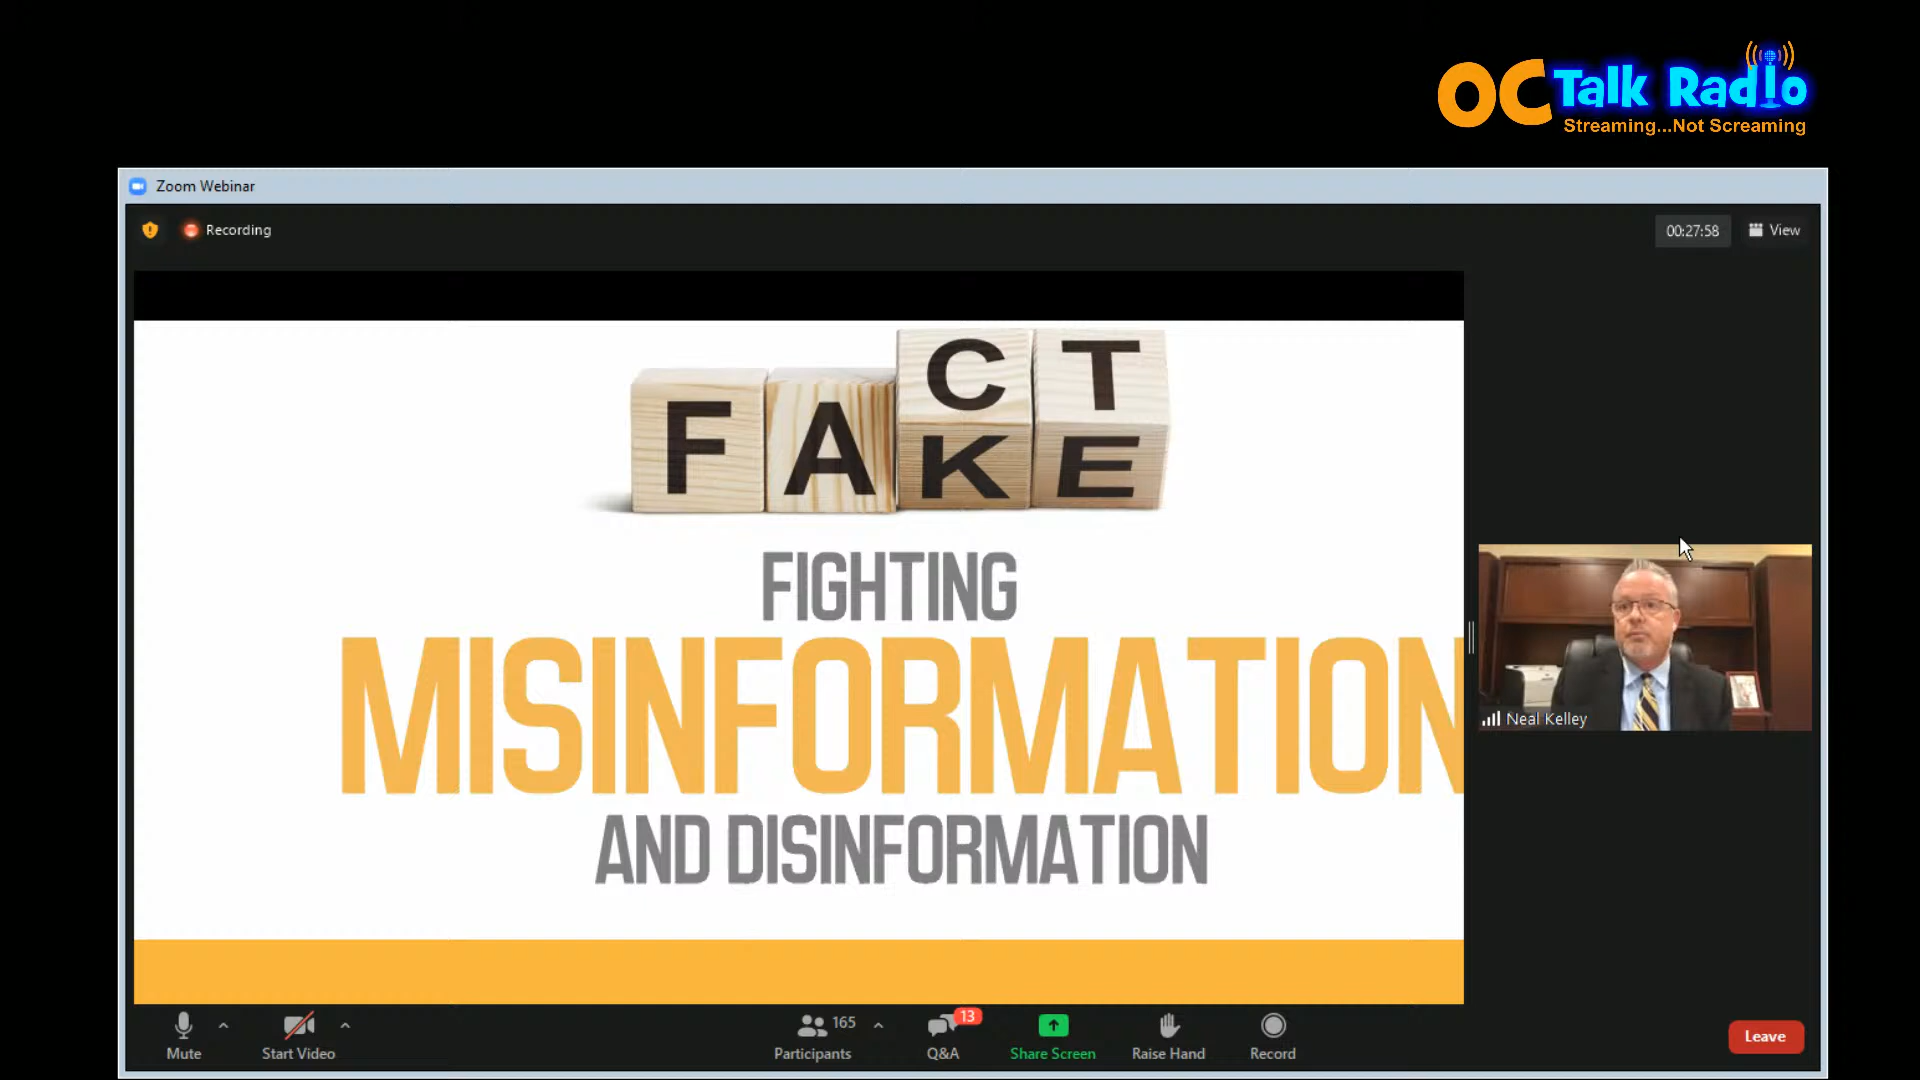 OC Talk Radio
Streaming...Not Screaming
Zoom Webinar
Recording
00:27:58
View
CT
FAKE
FIGHTING
MISINFORMATION
AND DISINFORMATION
Neal Kelley
165
13
Mute
Start Video
Participants
Q&A
Share Screen
Raise Hand
Record
Leave